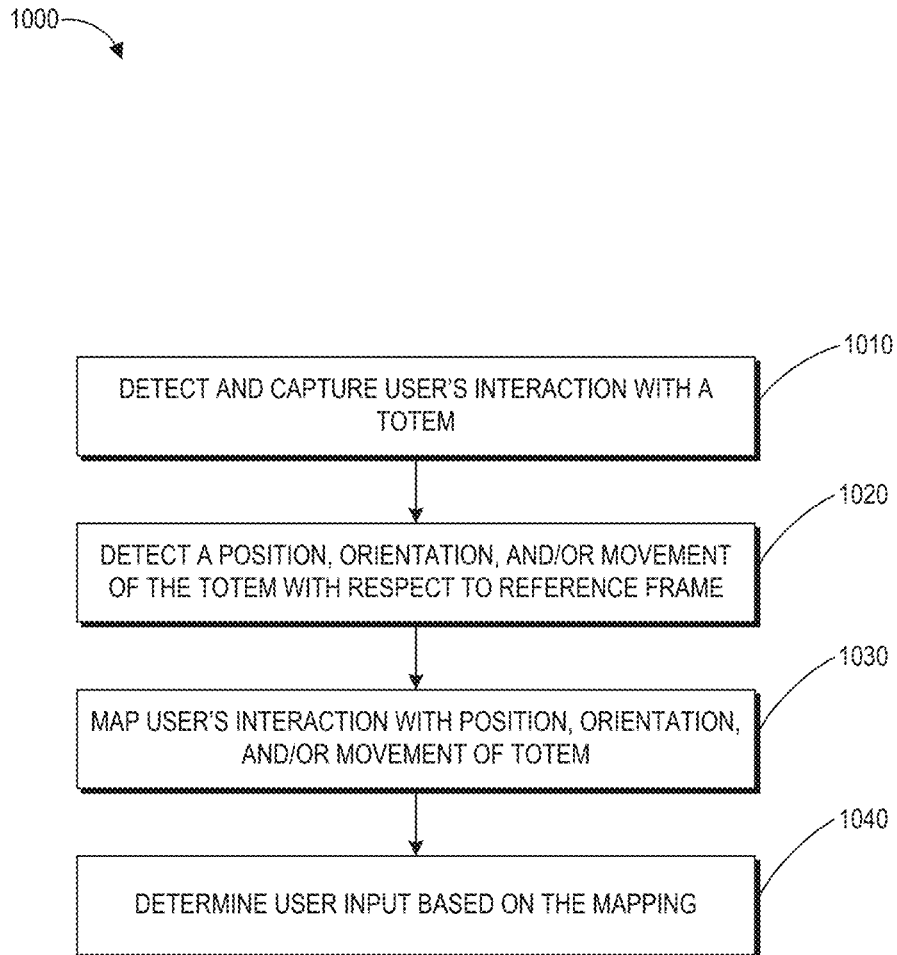 1000
1010
DETECT AND CAPTURE USER'S INTERACTION WITH A
TOTEM
1020
DETECT A POSITION, ORIENTATION, AND/OR MOVEMENT
OF THE TOTEM WITH RESPECT TO REFERENCE FRAME
1030
MAP USER'S INTERACTION WITH POSITION, ORIENTATION,
AND/OR MOVEMENT OF TOTEM
1040
DETERMINE USER INPUT BASED ON THE MAPPING